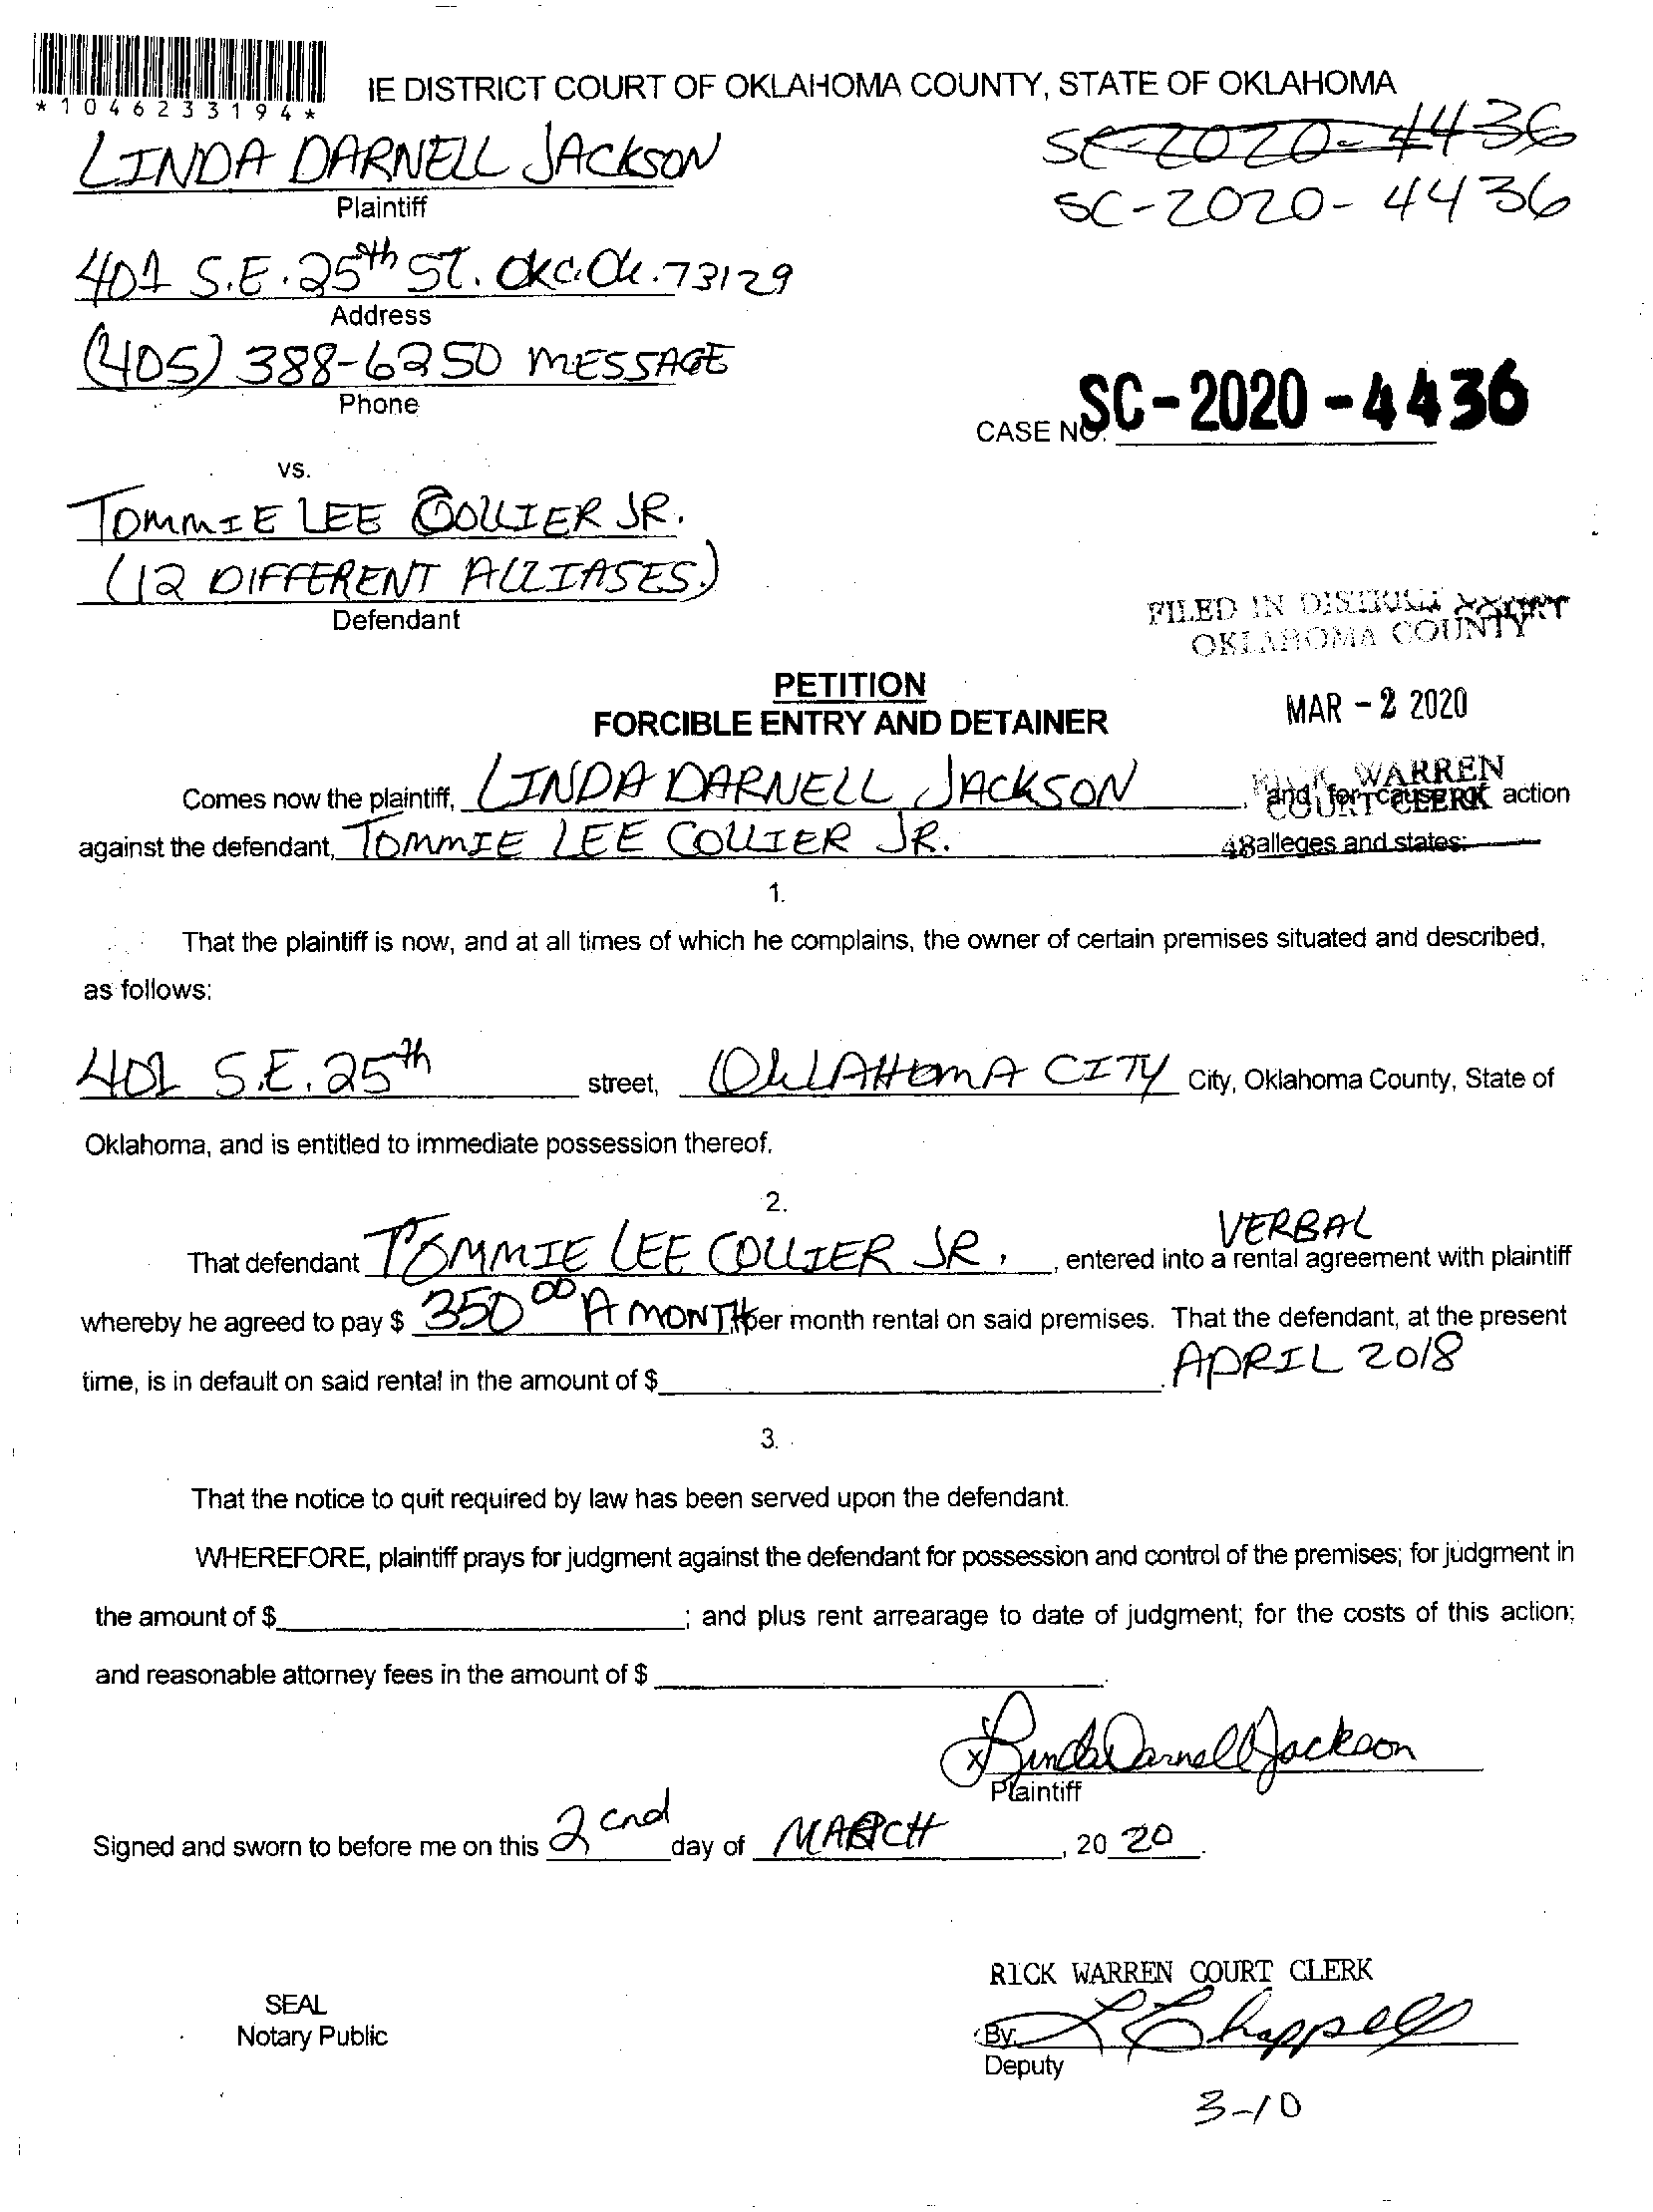 *1046233194*
IE DISTRICT COURT OF OKLAHOMA COUNTY, STATE OF OKLAHOMA
SC-2020-4436
LINDA DARNELL JACKSON
Plaintiff
SC-2020-4436
401 S.E. 25th ST. OKC. OK. 73129
Address
(405) 388-6250 MESSAGE
Phone
CASE NO. SC-2020-4436
vs.
TOMMIE LEE COLLIER JR.
(12 DIFFERENT ALLIASES.)
Defendant
FILED IN DISTRICT COURT
OKLAHOMA COUNTY
PETITION
FORCIBLE ENTRY AND DETAINER
MAR - 2 2020
RICK WARREN
COURT CLERK
Comes now the plaintiff, LINDA DARNELL JACKSON, and for cause of action
against the defendant, TOMMIE LEE COLLIER JR. alleges and states:
48
1.
That the plaintiff is now, and at all times of which he complains, the owner of certain premises situated and described,
as follows:
401 S.E. 25th street, OKLAHOMA CITY City, Oklahoma County, State of
Oklahoma, and is entitled to immediate possession thereof.
2.
VERBAL
That defendant TOMMIE LEE COLLIER JR., entered into a rental agreement with plaintiff
whereby he agreed to pay $ 350 00 A MONTH per month rental on said premises. That the defendant, at the present
time, is in default on said rental in the amount of $ . APRIL 2018
3.
That the notice to quit required by law has been served upon the defendant.
WHEREFORE, plaintiff prays for judgment against the defendant for possession and control of the premises; for judgment in
the amount of $ ; and plus rent arrearage to date of judgment; for the costs of this action;
and reasonable attorney fees in the amount of $ .
x Linda Darnell Jackson
Plaintiff
Signed and sworn to before me on this 2cnd day of MARCH, 20 20.
RICK WARREN COURT CLERK
SEAL
Notary Public
By: L Chappell
Deputy
3-10